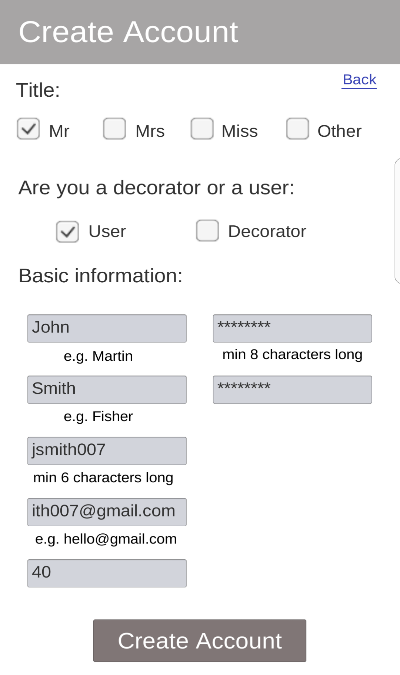 Create Account
Back
Title:
Mr Mrs Miss Other
Are you a decorator or a user:
User Decorator
Basic information:
John ********
e.g. Martin min 8 characters long
Smith ********
e.g. Fisher
jsmith007
min 6 characters long
ith007@gmail.com
e.g. hello@gmail.com
40
Create Account